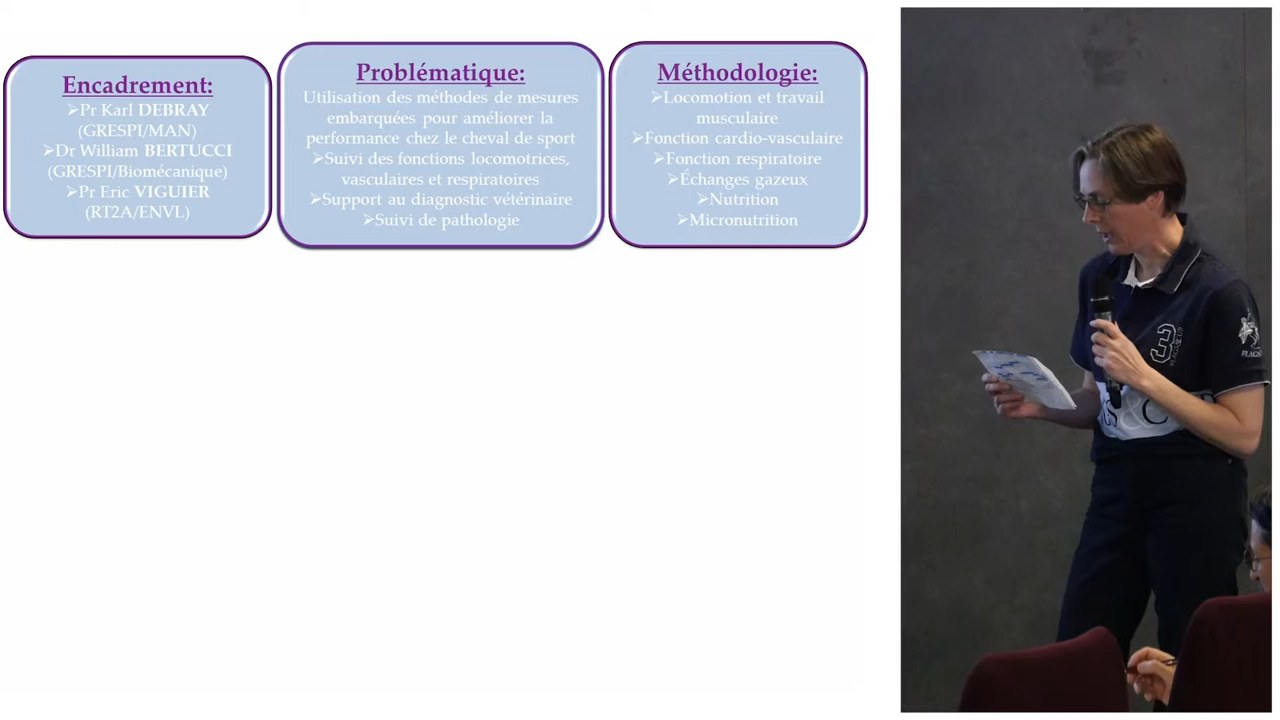 Encadrement:
➢Pr Karl DEBRAY
(GRESPI/MAN)
➢Dr William BERTUCCI
(GRESPI/Biomécanique)
➢Pr Eric VIGUIER
(RT2A/ENVL)
Problématique:
Utilisation des méthodes de mesures
embarquées pour améliorer la
performance chez le cheval de sport
➢Suivi des fonctions locomotrices,
vasculaires et respiratoires
➢Support au diagnostic vétérinaire
➢Suivi de pathologie
Méthodologie:
➢Locomotion et travail
musculaire
➢Fonction cardio-vasculaire
➢Fonction respiratoire
➢Échanges gazeux
➢Nutrition
➢Micronutrition
3
FLAGS